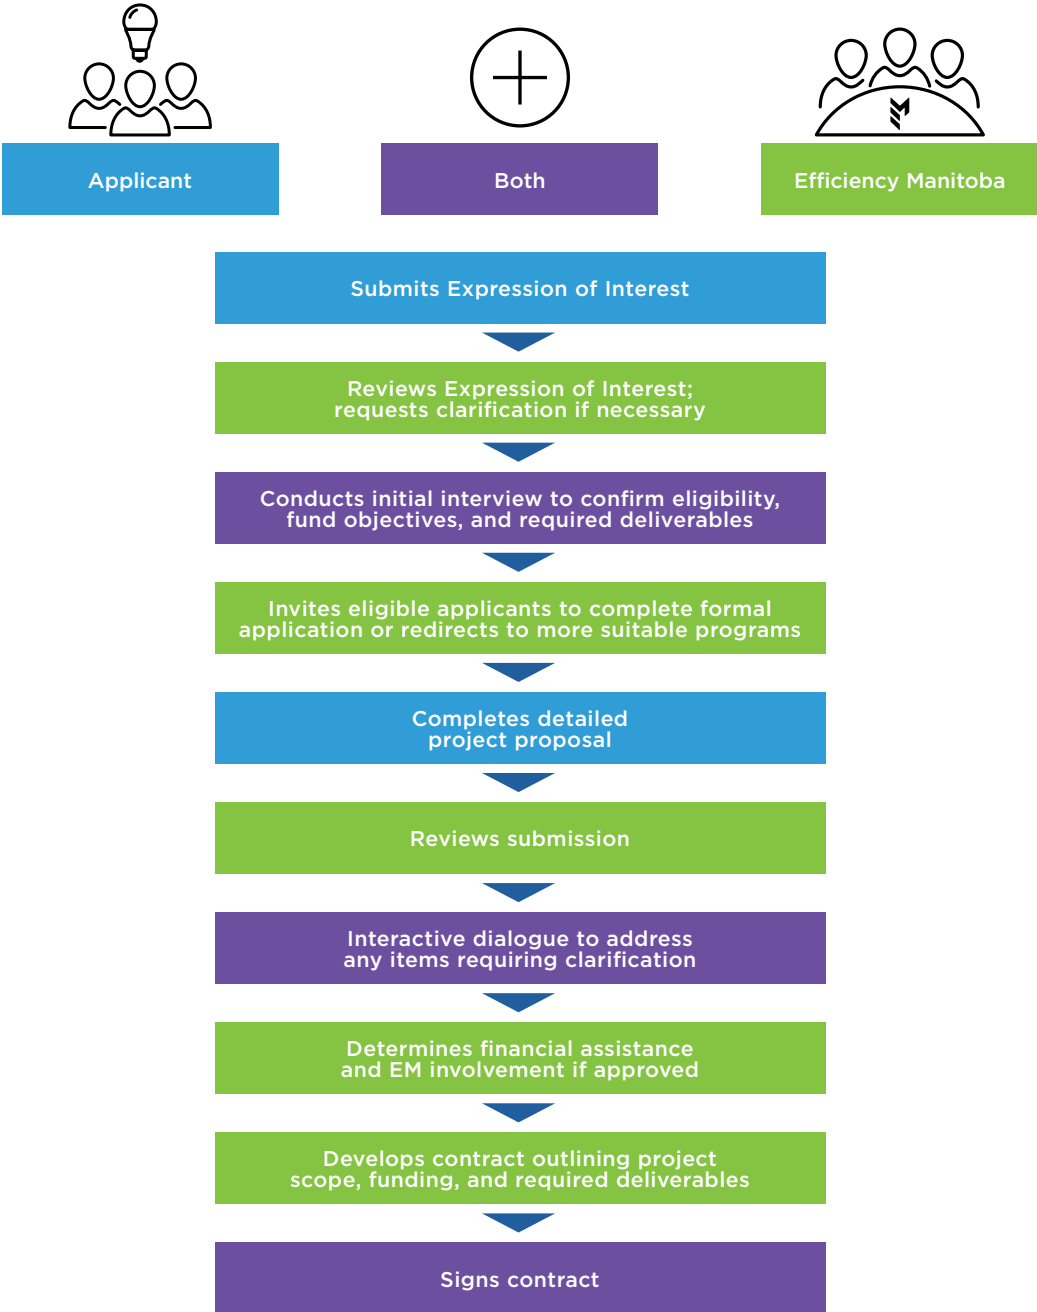 Applicant
Both
Efficiency Manitoba
Submits Expression of Interest
Reviews Expression of Interest;
requests clarification if necessary
Conducts initial interview to confirm eligibility,
fund objectives, and required deliverables
Invites eligible applicants to complete formal
application or redirects to more suitable programs
Completes detailed
project proposal
Reviews submission
Interactive dialogue to address
any items requiring clarification
Determines financial assistance
and EM involvement if approved
Develops contract outlining project
scope, funding, and required deliverables
Signs contract